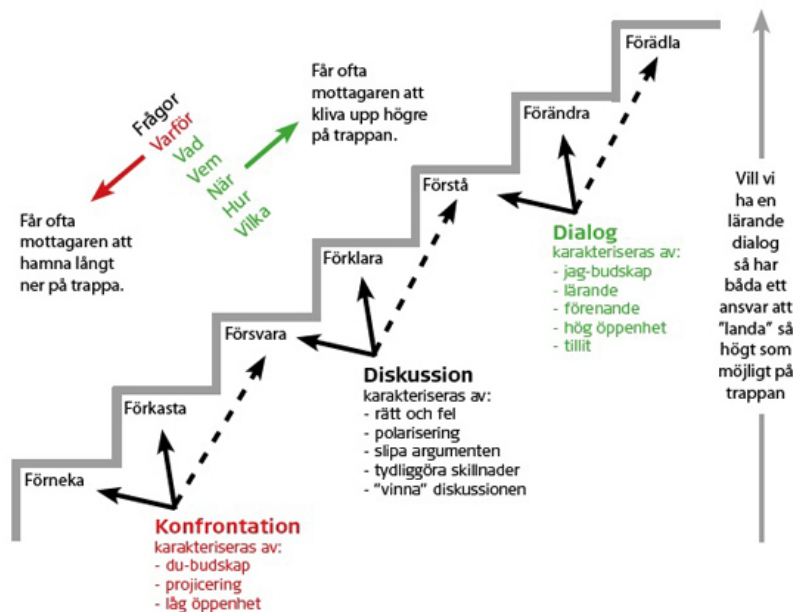 Frågor
Varför
Vad
Vem
När
Hur
Vilka
Får ofta
mottagaren att
kliva upp högre
på trappan.
Får ofta
mottagaren att
hamna långt
ner på trappa.
Förneka
Förkasta
Försvara
Förklara
Förstå
Förändra
Förädla
Konfrontation
karakteriseras av:
- du-budskap
- projicering
- låg öppenhet
Diskussion
karakteriseras av:
- rätt och fel
- polarisering
- slipa argumenten
- tydliggöra skillnader
- "vinna" diskussionen
Dialog
karakteriseras av:
- jag-budskap
- lärande
- förenande
- hög öppenhet
- tillit
Vill vi
ha en
lärande
dialog
så har
båda ett
ansvar att
"landa" så
högt som
möjligt på
trappan